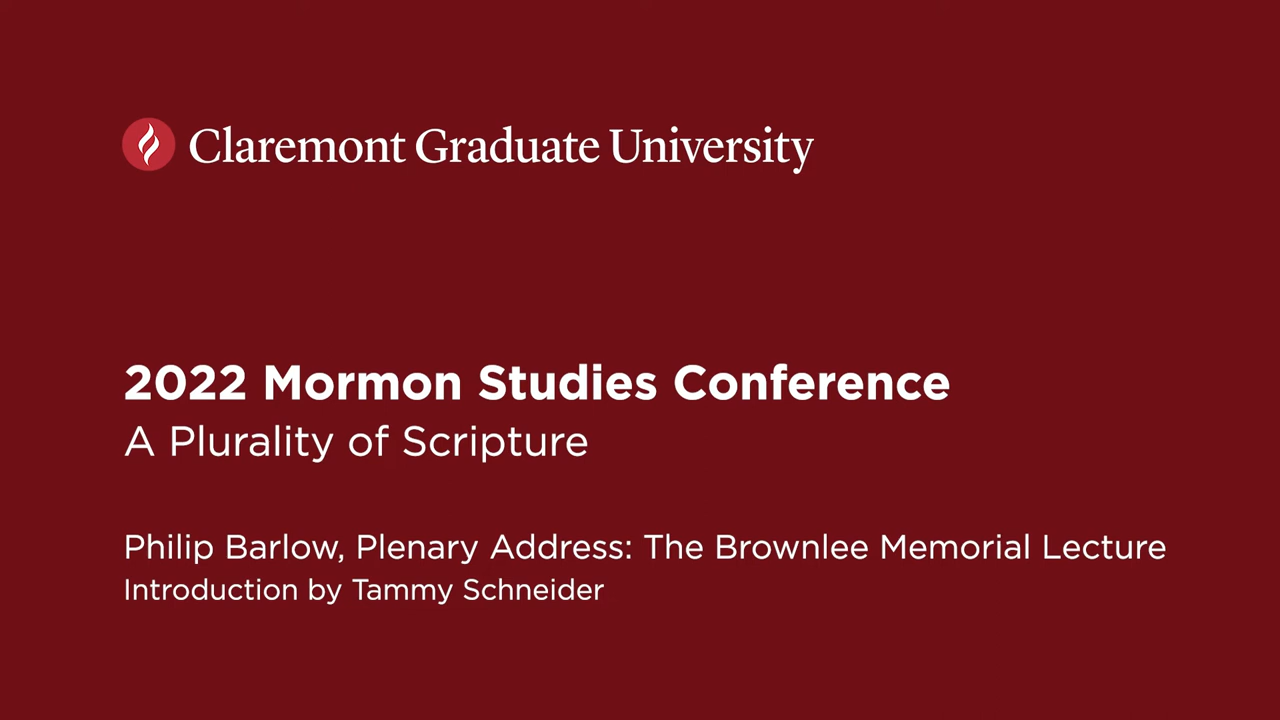 Claremont Graduate University
2022 Mormon Studies Conference
A Plurality of Scripture
Philip Barlow, Plenary Address: The Brownlee Memorial Lecture
Introduction by Tammy Schneider